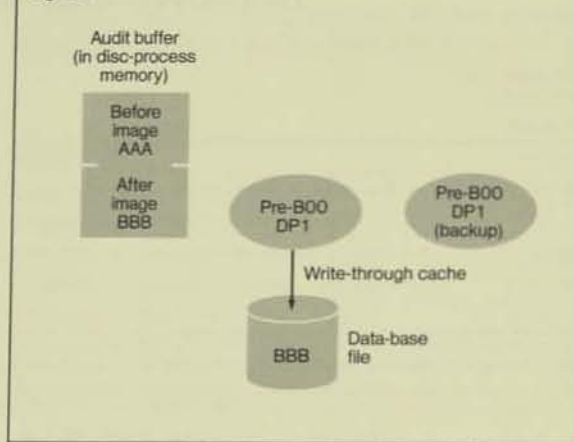 Audit buffer
(in disc-process
memory)
Before
image
AAA
After
image
BBB
Pre-B00
DP1
Pre-B00
DP1
(backup)
Write-through cache
BBB
Data-base
file